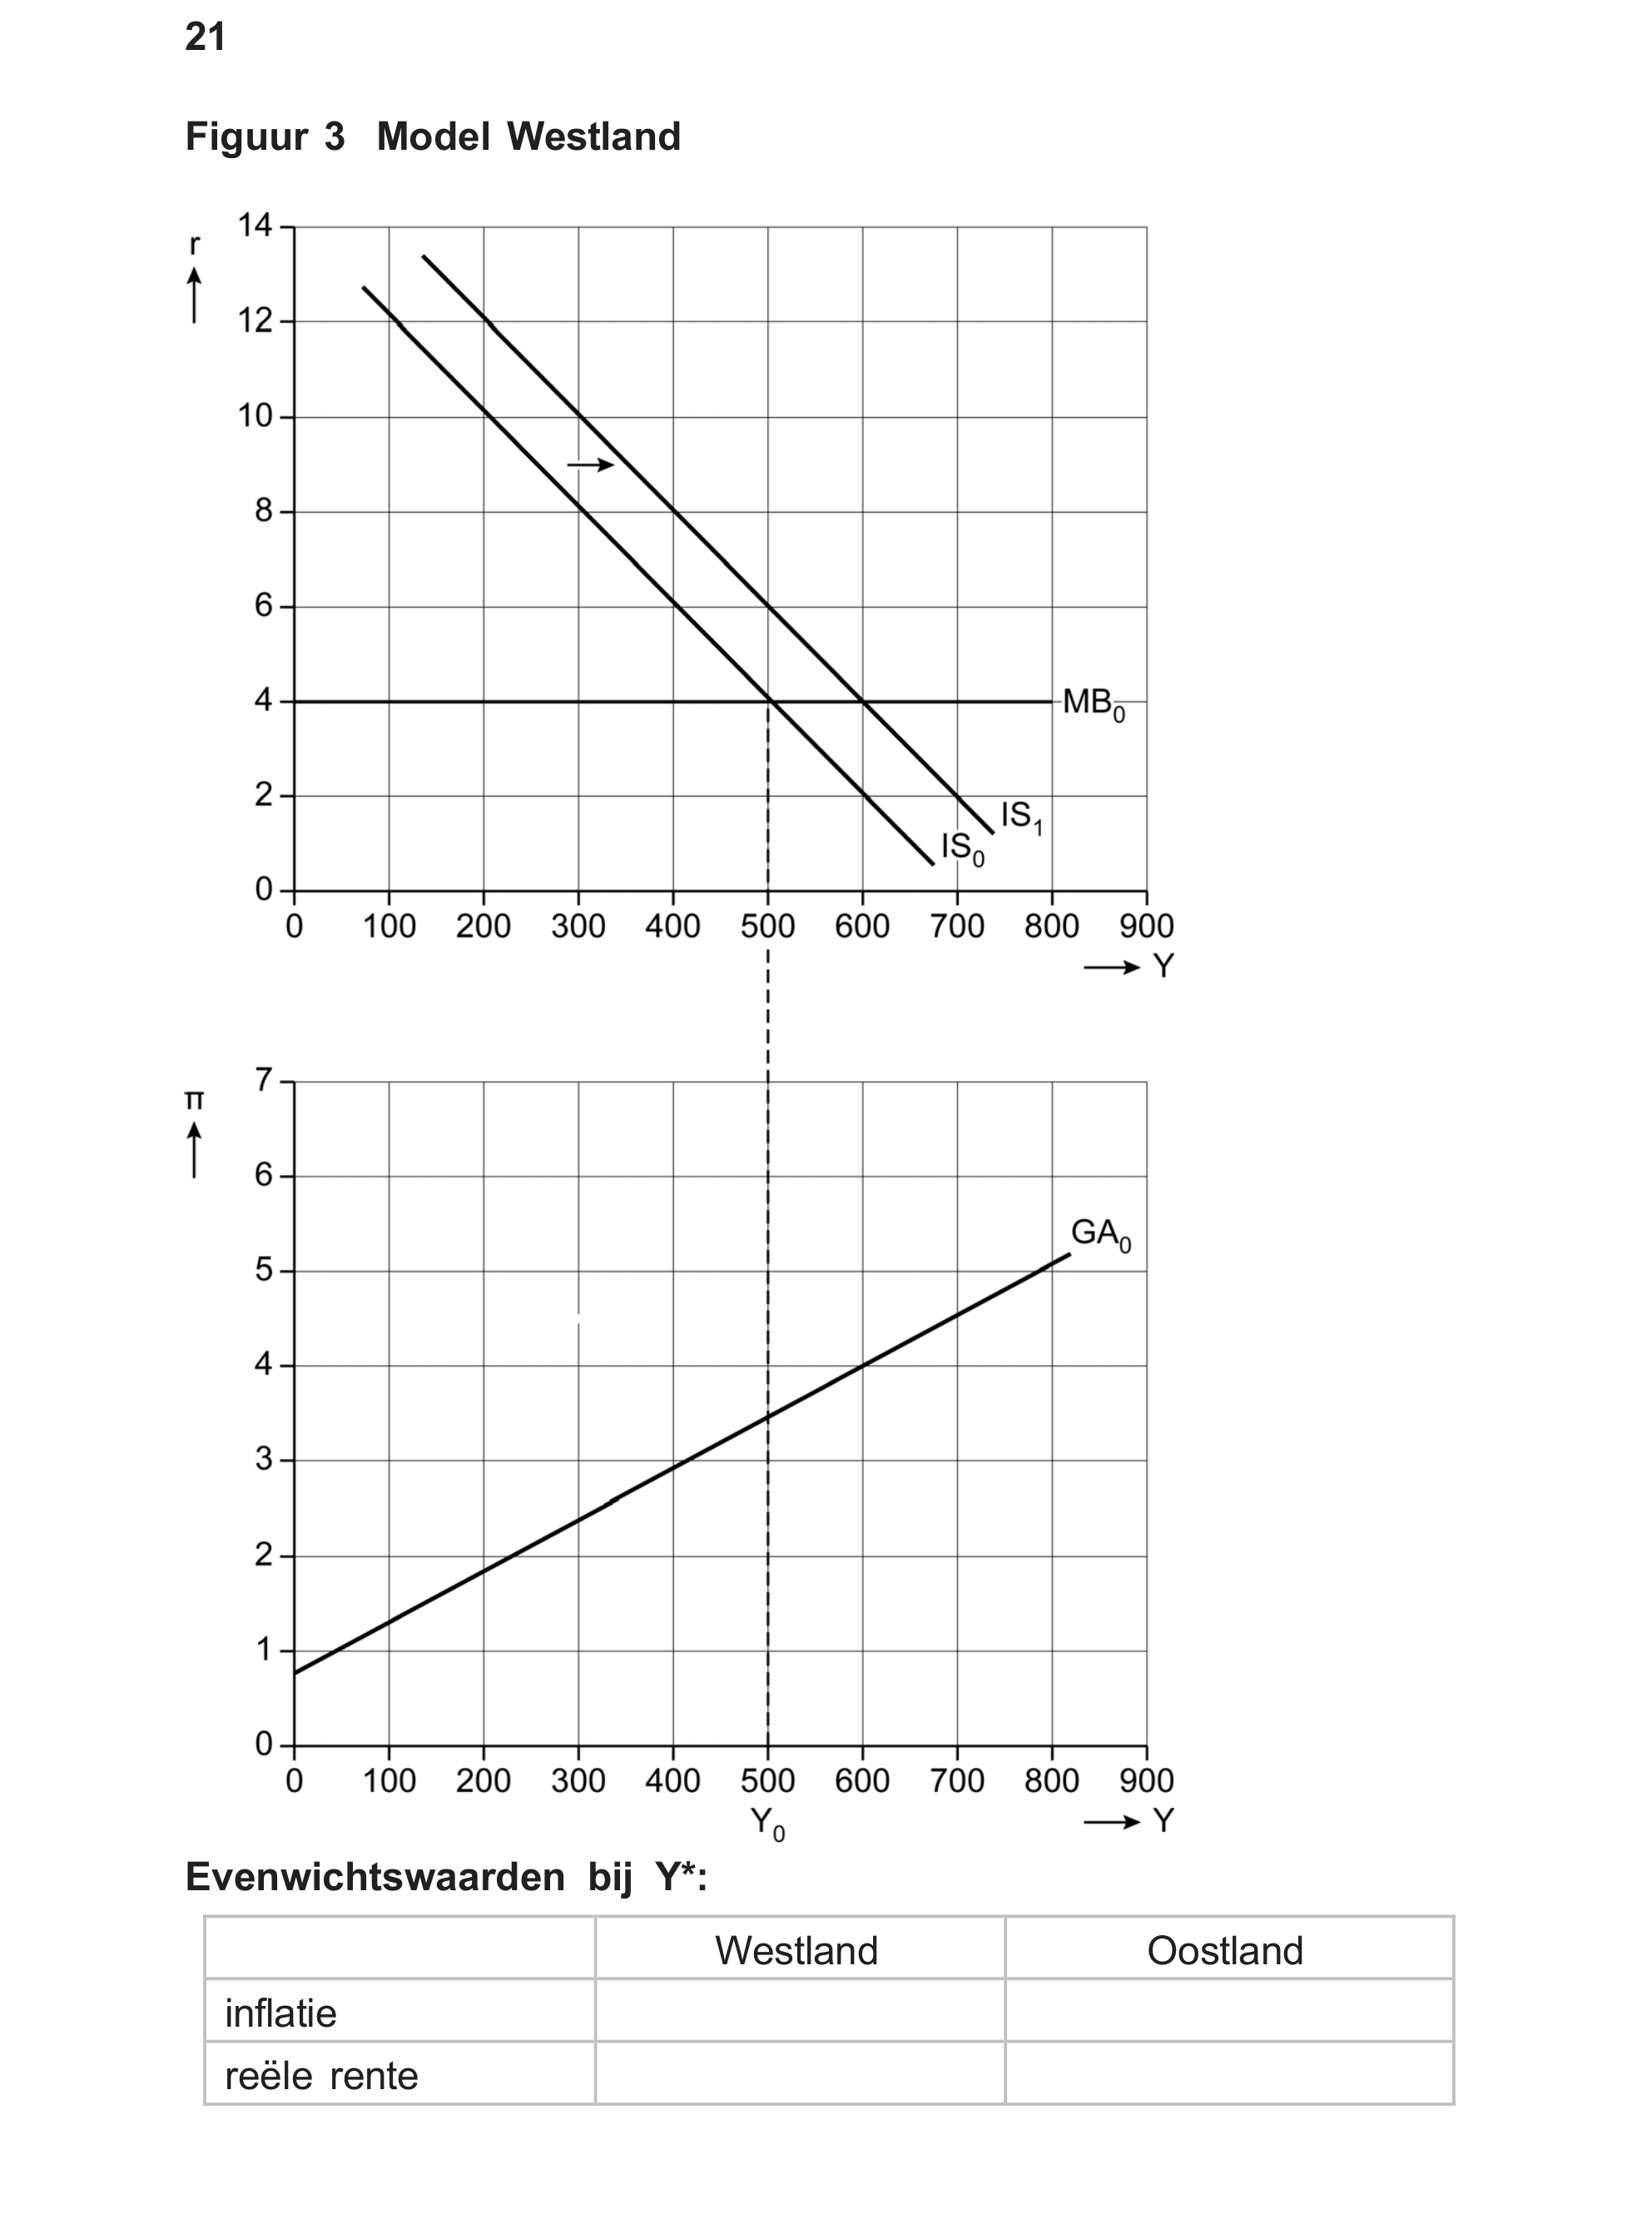 21
Figuur 3 Model Westland
r
14
12
10
8
6
4
2
0
MB0
IS1
IS0
0 100 200 300 400 500 600 700 800 900
Y
π
7
6
5
4
3
2
1
0
GA0
0 100 200 300 400 500 600 700 800 900
Y0
Y
Evenwichtswaarden bij Y*:
Westland Oostland
inflatie
reële rente